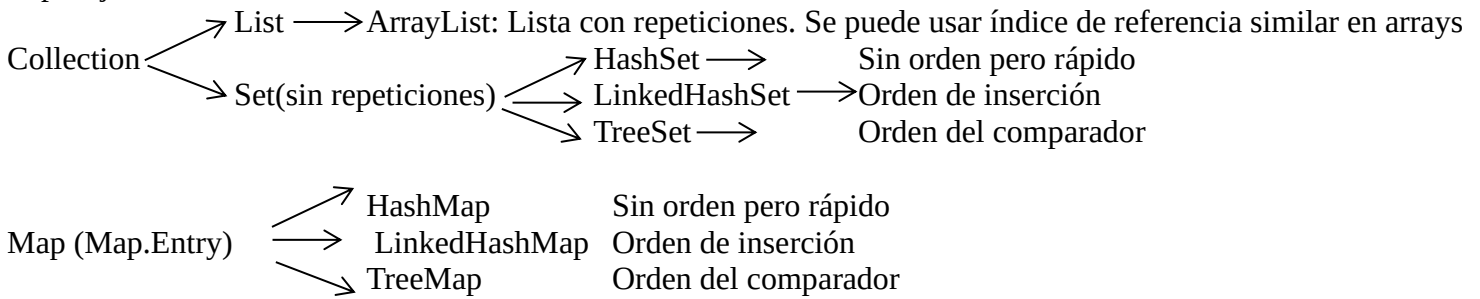 List ArrayList: Lista con repeticiones. Se puede usar índice de referencia similar en arrays
Collection HashSet Sin orden pero rápido
Set(sin repeticiones) LinkedHashSet Orden de inserción
TreeSet Orden del comparador
HashMap Sin orden pero rápido
Map (Map.Entry) LinkedHashMap Orden de inserción
TreeMap Orden del comparador